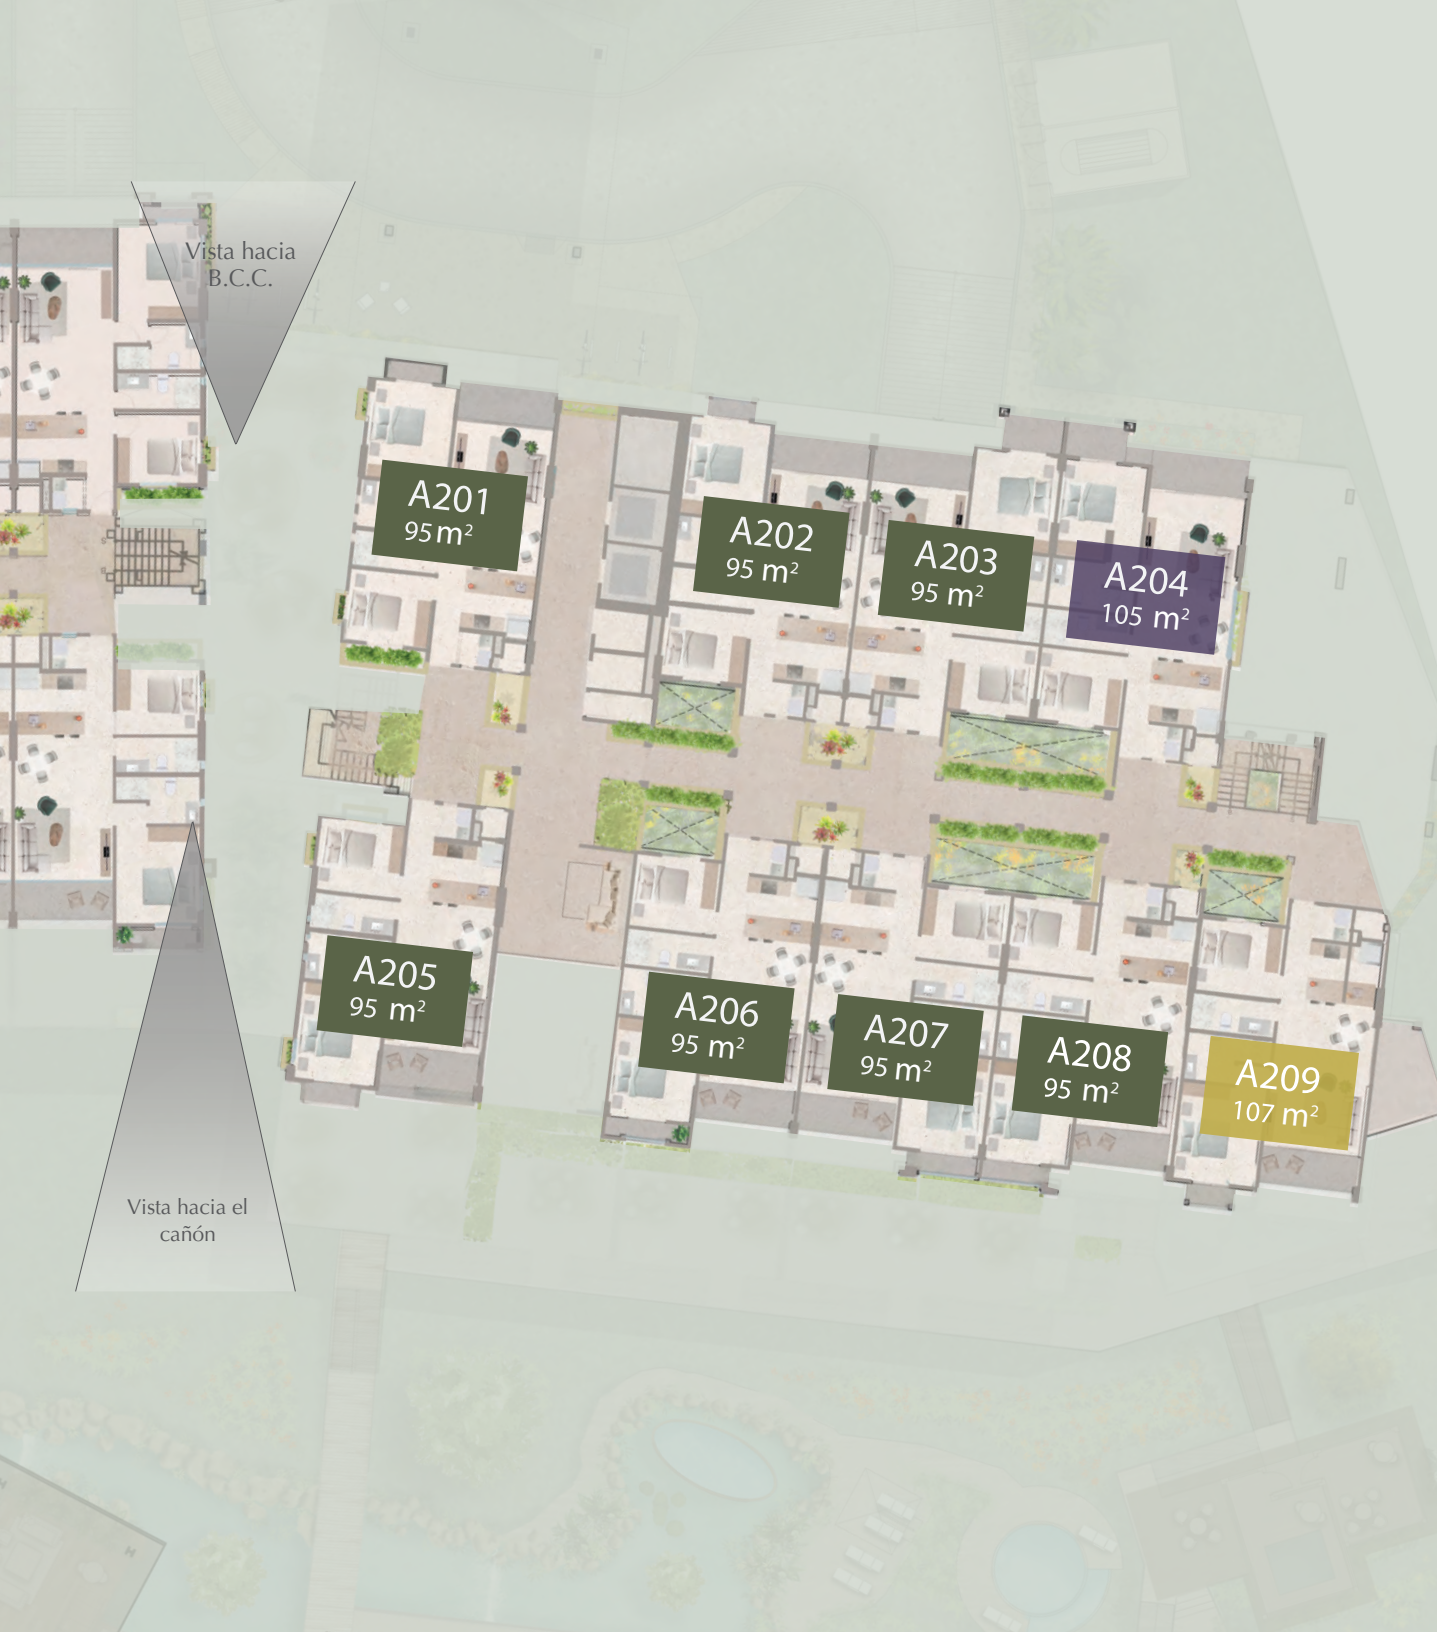 Vista hacia
B.C.C.
A201
95 m²
A202
95 m²
A203
95 m²
A204
105 m²
A205
95 m²
A206
95 m²
A207
95 m²
A208
95 m²
A209
107 m²
Vista hacia el
cañón